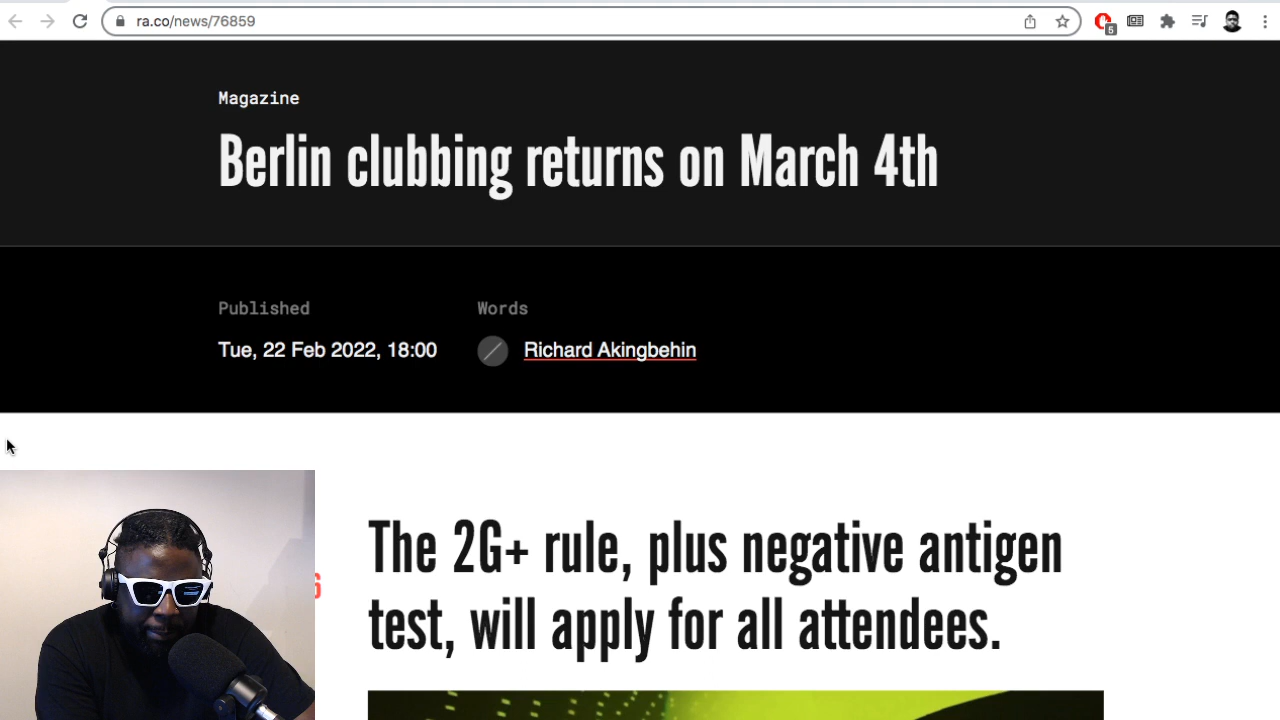 ra.co/news/76859
5
Magazine
Berlin clubbing returns on March 4th
Published
Words
Tue, 22 Feb 2022, 18:00
Richard Akingbehin
The 2G+ rule, plus negative antigen
test, will apply for all attendees.